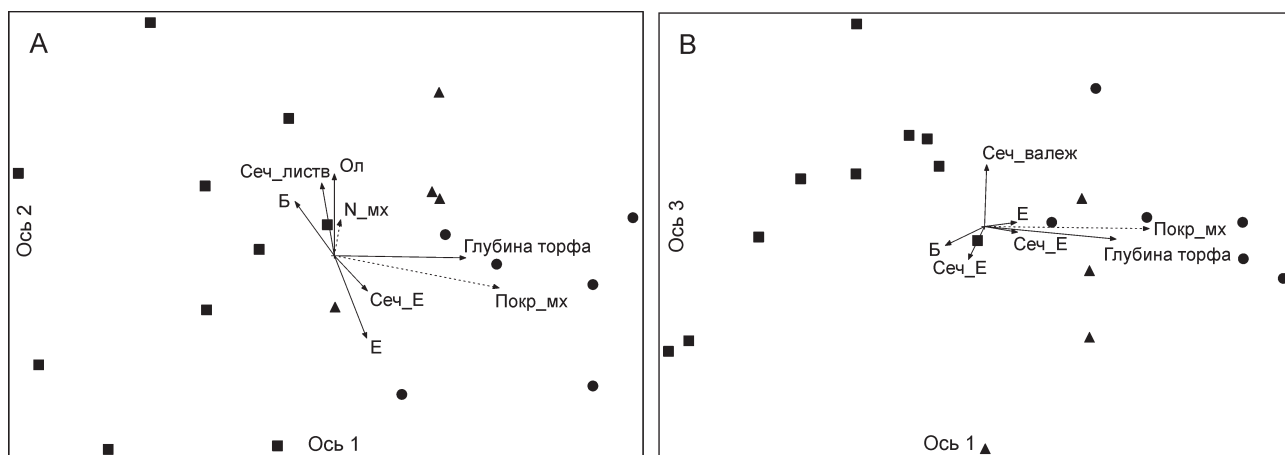 А
Ось 2
Сеч_листв
Ол
Б
N_мх
Глубина торфа
Сеч_Е
Покр_мх
Е
Ось 1
В
Ось 3
Сеч_валеж
Е
Покр_мх
Сеч_Е
Б
Глубина торфа
Сеч_Е
Ось 1